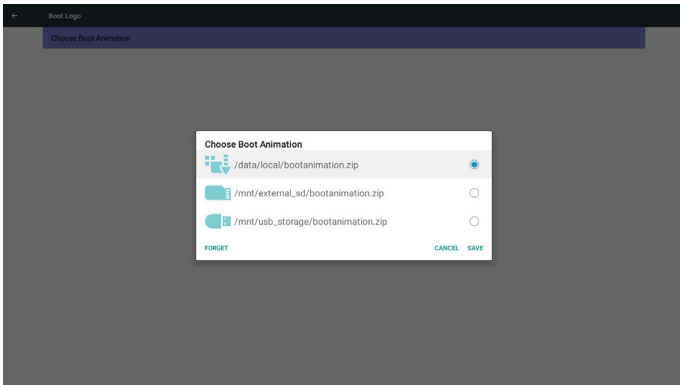 Boot Logo
Choose Boot Animation
Choose Boot Animation
/data/local/bootanimation.zip
/mnt/external_sd/bootanimation.zip
/mnt/usb_storage/bootanimation.zip
FORGET CANCEL SAVE